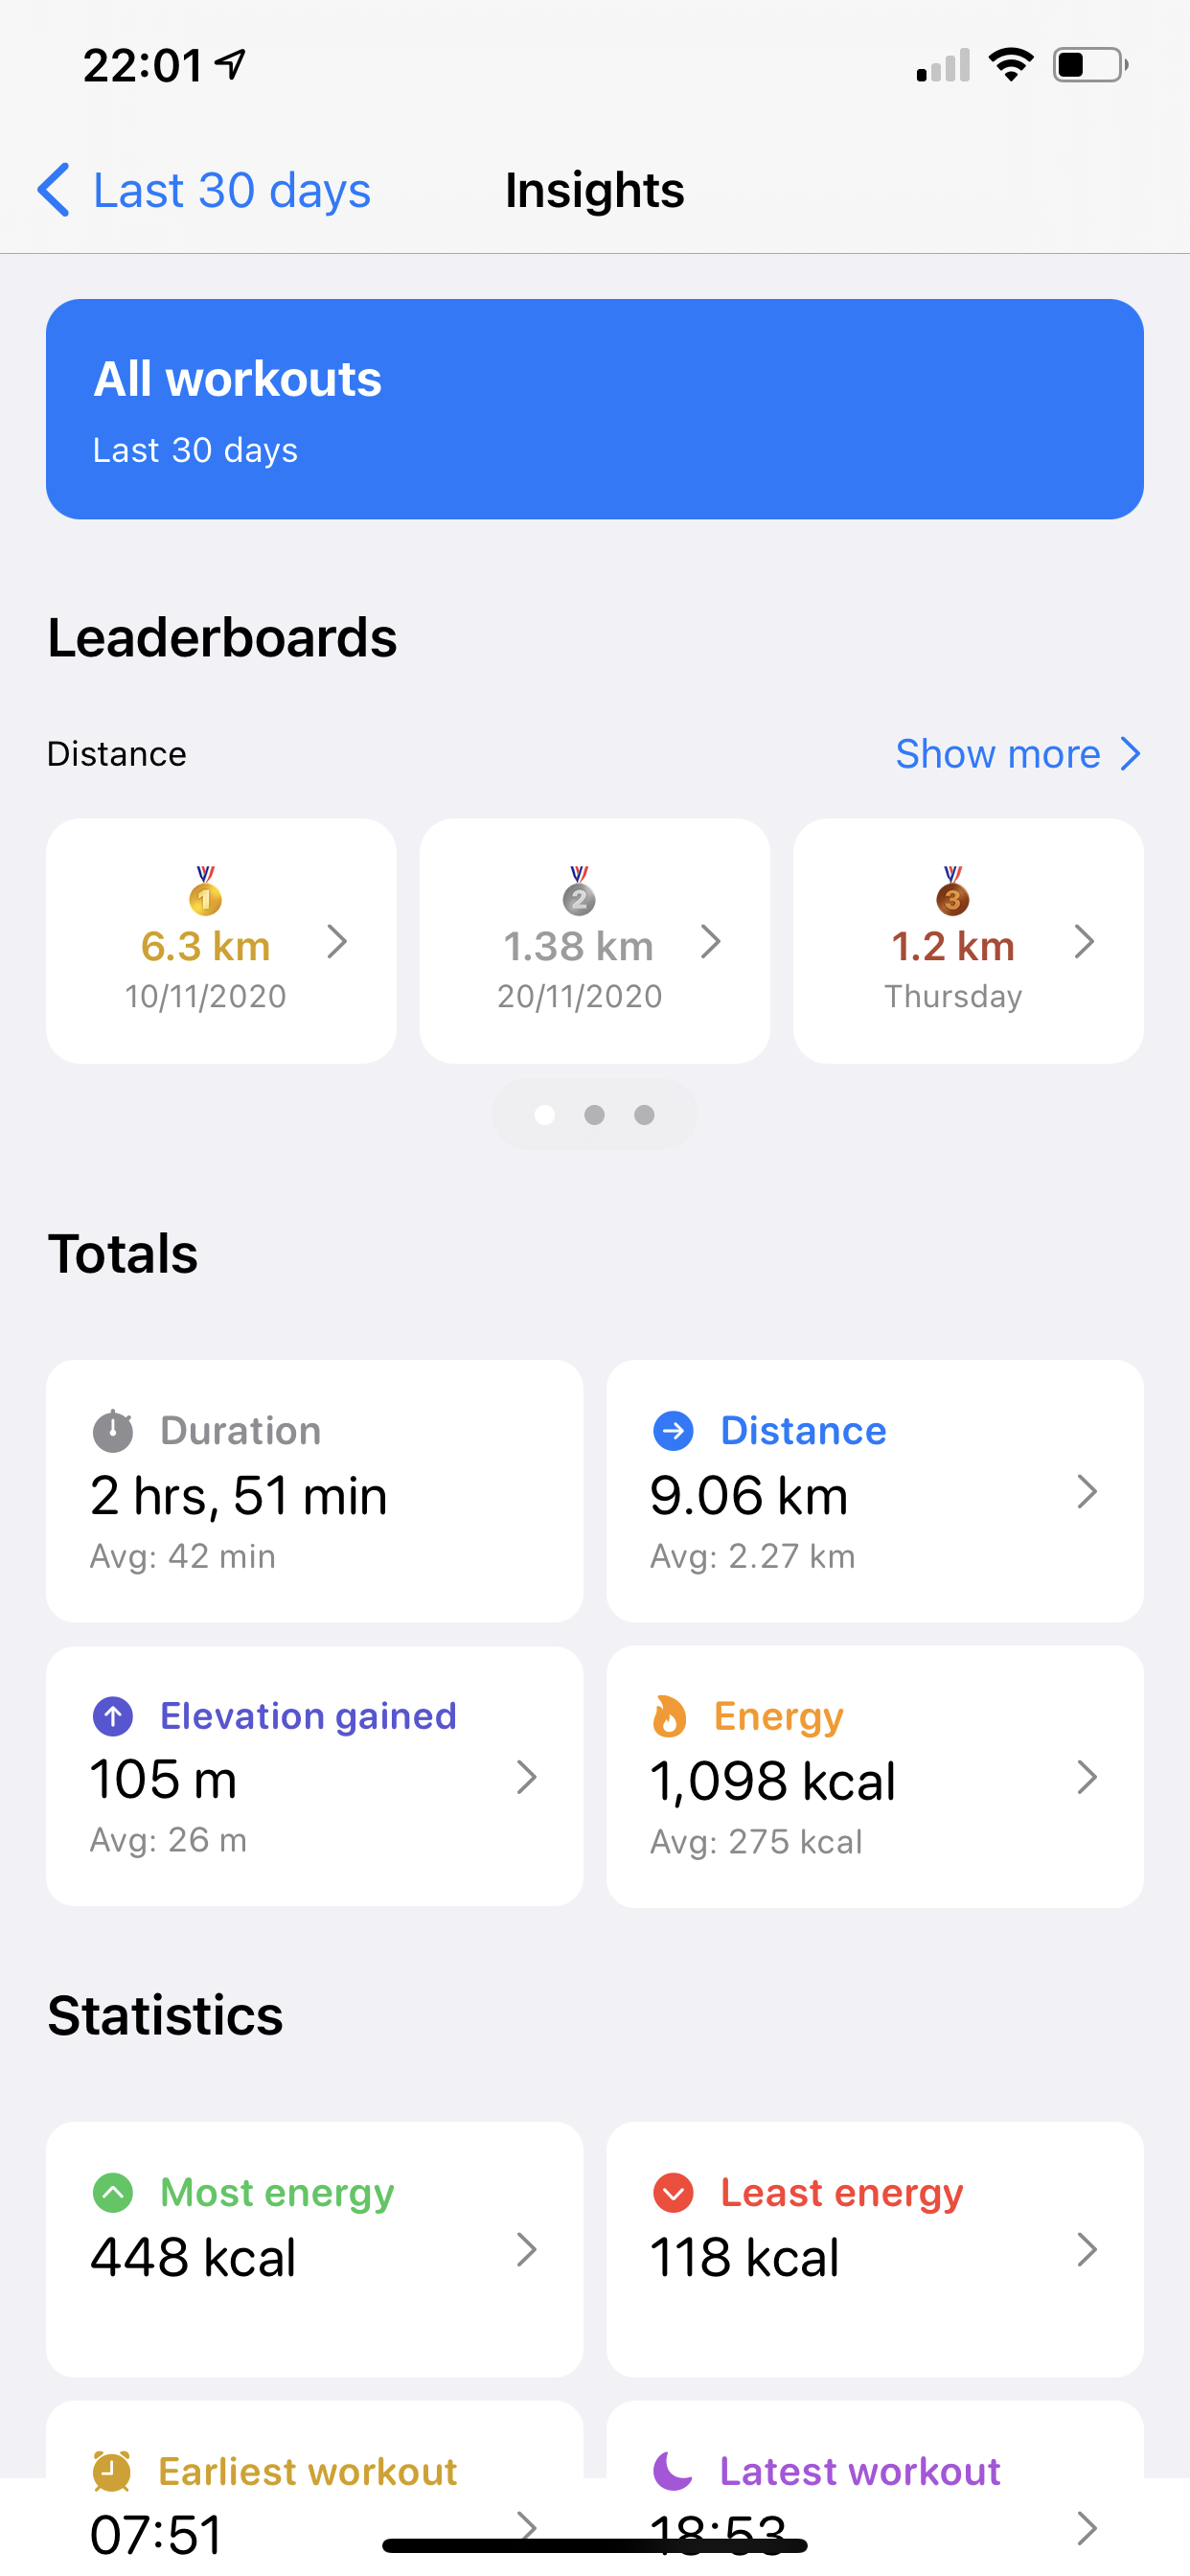 22:01
Last 30 days
Insights
All workouts
Last 30 days
Leaderboards
Distance
Show more
1
6.3 km
10/11/2020
2
1.38 km
20/11/2020
3
1.2 km
Thursday
Totals
Duration
2 hrs, 51 min
Avg: 42 min
Distance
9.06 km
Avg: 2.27 km
Elevation gained
105 m
Avg: 26 m
Energy
1,098 kcal
Avg: 275 kcal
Statistics
Most energy
448 kcal
Least energy
118 kcal
Earliest workout
07:51
Latest workout
18:53